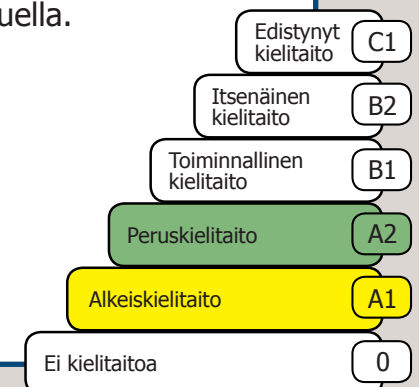 uella.
Edistynyt
kielitaito
C1
Itsenäinen
kielitaito
B2
Toiminnallinen
kielitaito
B1
Peruskielitaito
A2
Alkeiskielitaito
A1
Ei kielitaitoa
0